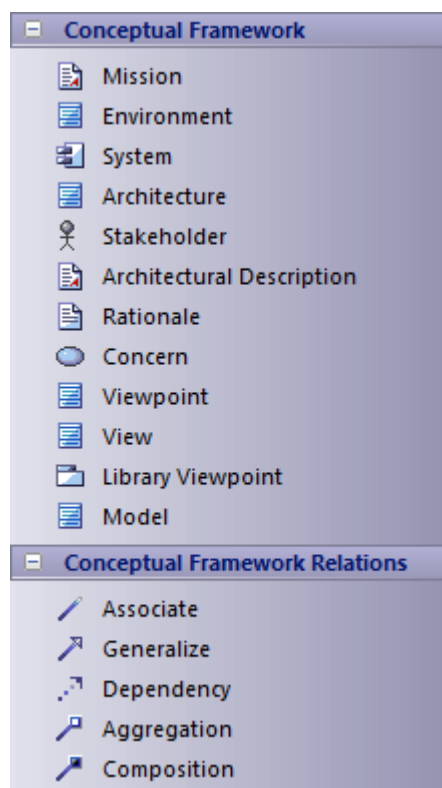 Conceptual Framework
Mission
Environment
System
Architecture
Stakeholder
Architectural Description
Rationale
Concern
Viewpoint
View
Library Viewpoint
Model
Conceptual Framework Relations
Associate
Generalize
Dependency
Aggregation
Composition